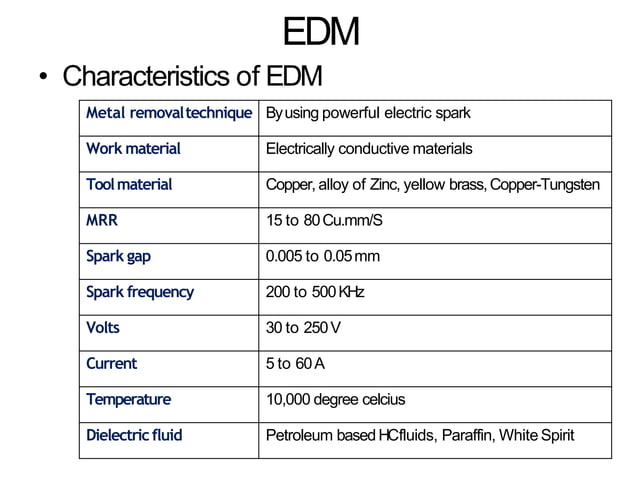 EDM
• Characteristics of EDM
Metal removal technique By using powerful electric spark
Work material Electrically conductive materials
Tool material Copper, alloy of Zinc, yellow brass, Copper-Tungsten
MRR 15 to 80 Cu.mm/S
Spark gap 0.005 to 0.05 mm
Spark frequency 200 to 500 KHz
Volts 30 to 250 V
Current 5 to 60 A
Temperature 10,000 degree celcius
Dielectric fluid Petroleum based HC fluids, Paraffin, White Spirit